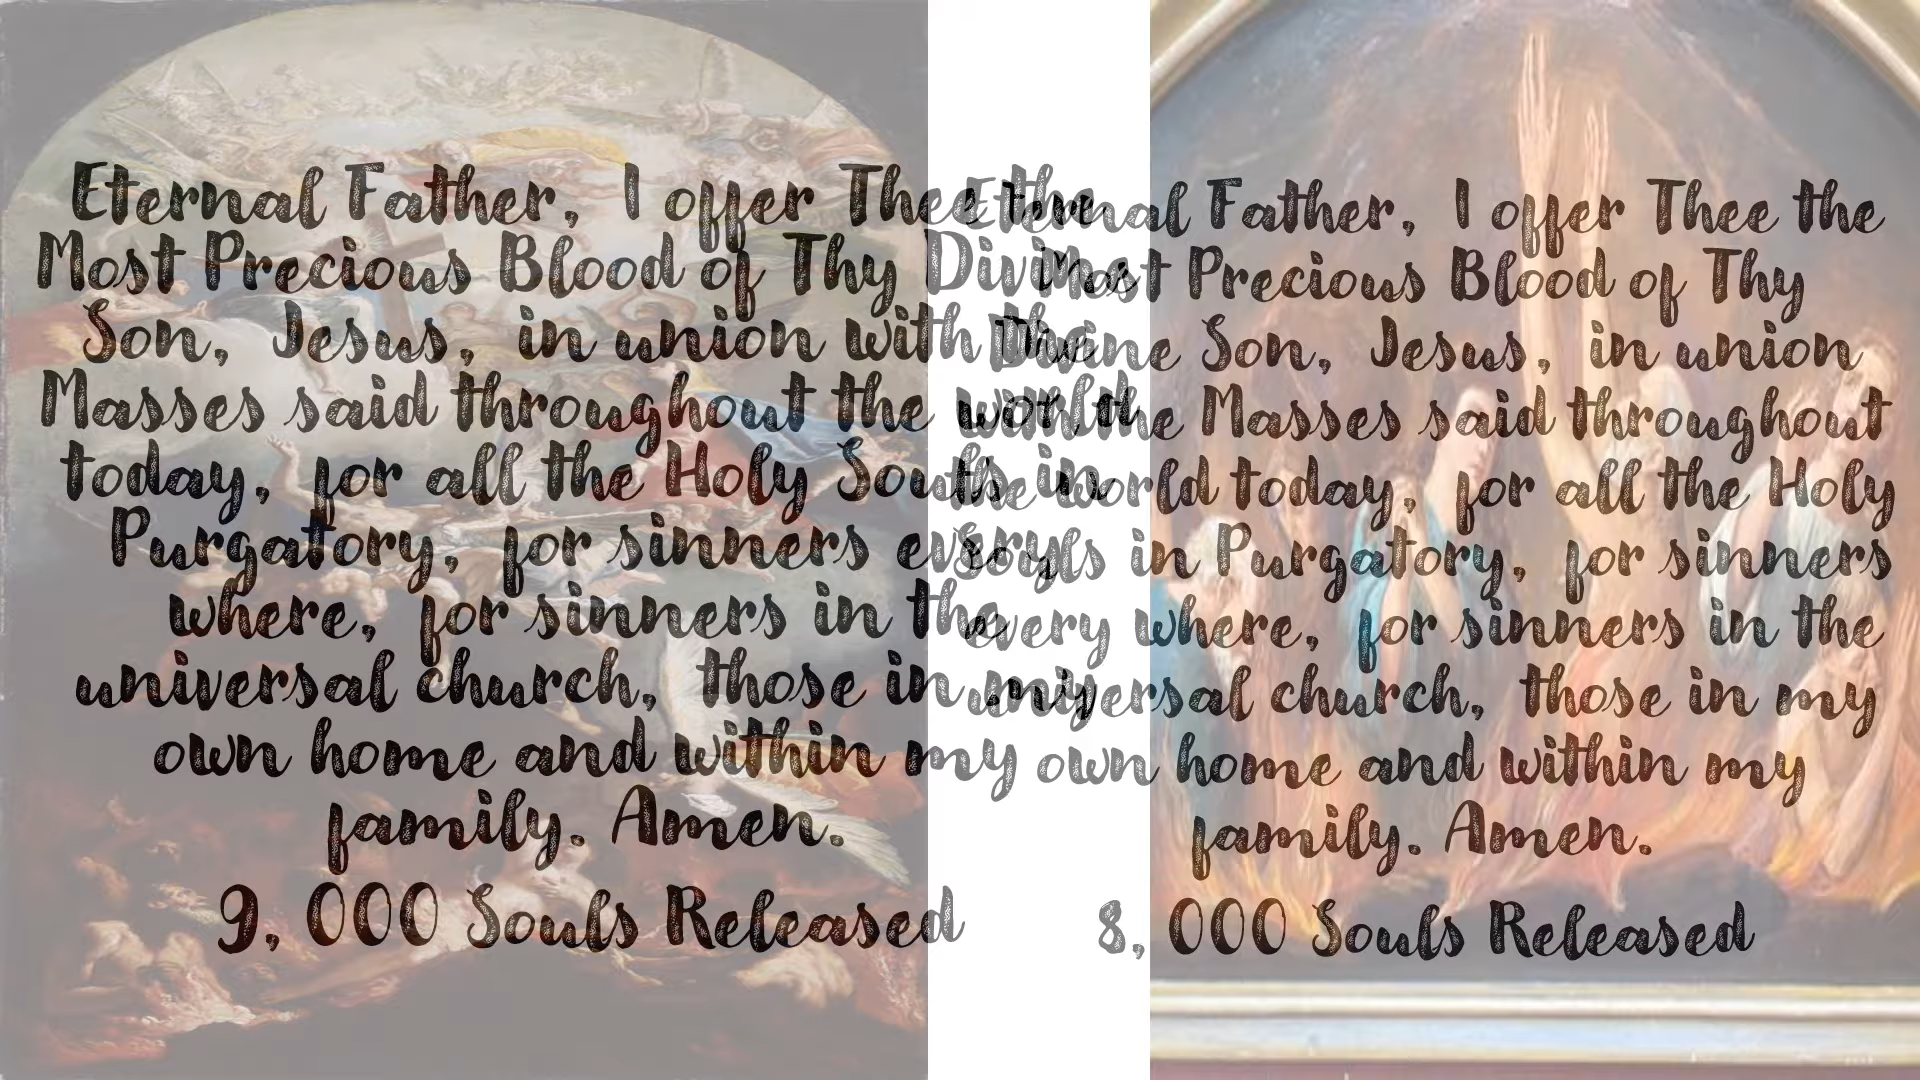 Eternal Father, I offer Thee the
Most Precious Blood of Thy Divine
Son, Jesus, in union with the
Masses said throughout the world
today, for all the Holy Souls in
Purgatory, for sinners every
where, for sinners in the
universal church, those in my
own home and within my
family. Amen.
9, 000 Souls Released
Eternal Father, I offer Thee the
Most Precious Blood of Thy
Divine Son, Jesus, in union
with the Masses said throughout
the world today, for all the Holy
Souls in Purgatory, for sinners
every where, for sinners in the
universal church, those in my
own home and within my
family. Amen.
8, 000 Souls Released